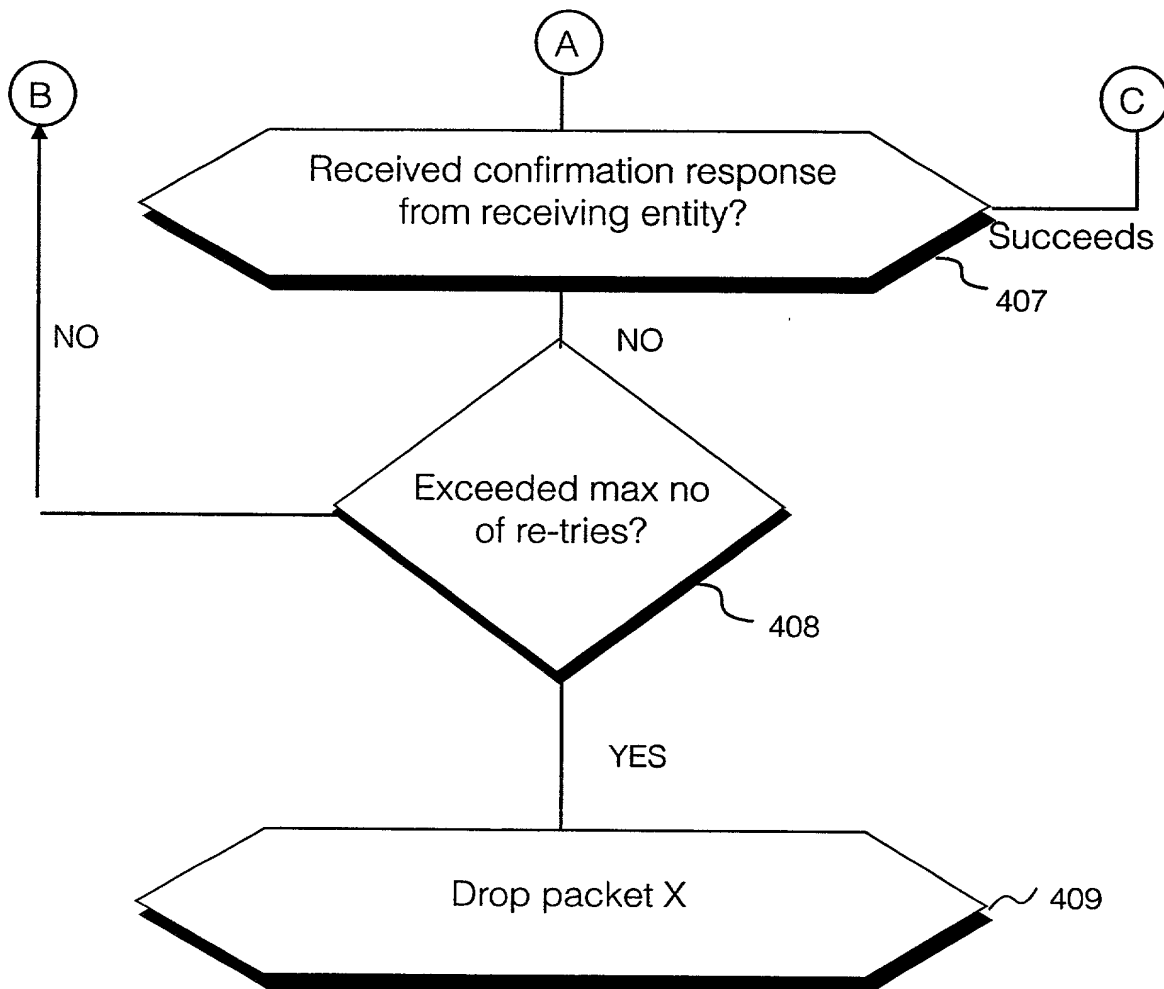 A
B
C
Received confirmation response
from receiving entity?
Succeeds
407
NO
NO
Exceeded max no
of re-tries?
408
YES
Drop packet X
409